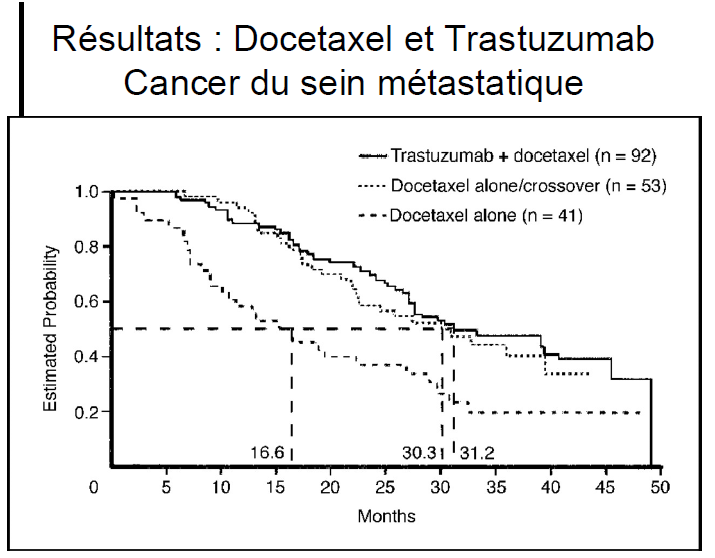 Résultats : Docetaxel et Trastuzumab
Cancer du sein métastatique
Trastuzumab + docetaxel (n = 92)
Docetaxel alone/crossover (n = 53)
Docetaxel alone (n = 41)
Estimated Probability
1.0
0.8
0.6
0.4
0.2
16.6
30.3
31.2
0
5
10
15
20
25
30
35
40
45
50
Months